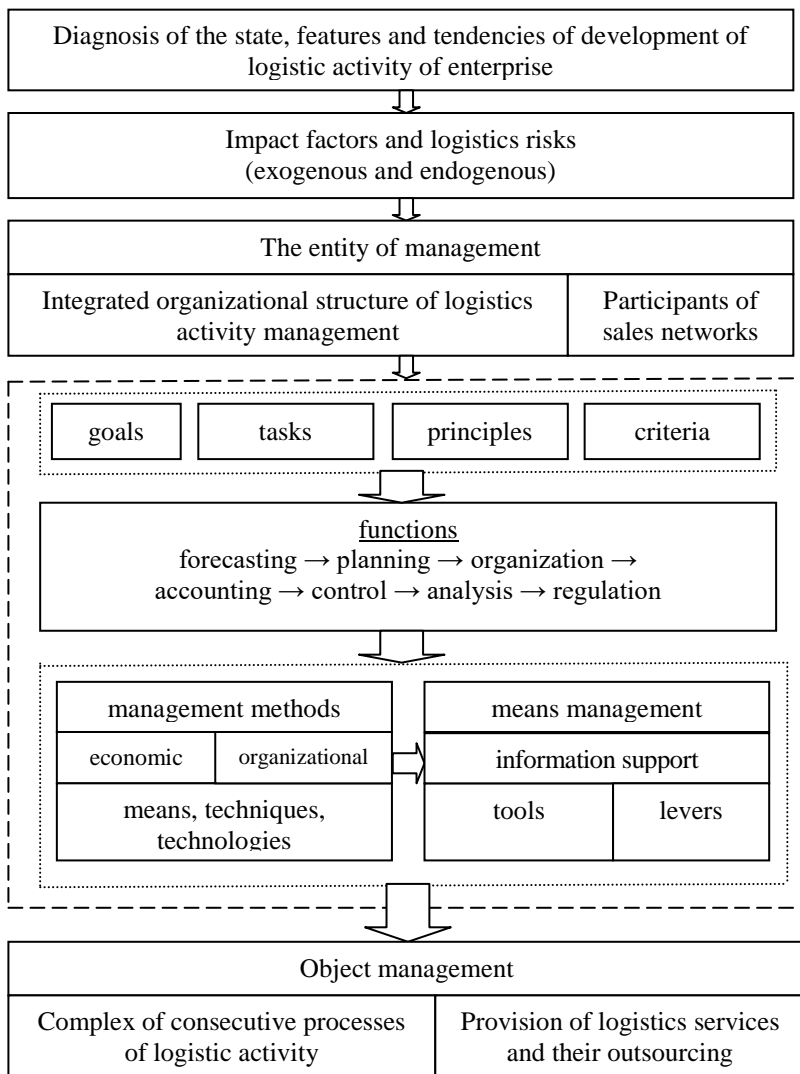 Diagnosis of the state, features and tendencies of development of
logistic activity of enterprise
Impact factors and logistics risks
(exogenous and endogenous)
The entity of management
Integrated organizational structure of logistics
activity management
Participants of
sales networks
goals
tasks
principles
criteria
functions
forecasting → planning → organization →
accounting → control → analysis → regulation
management methods
economic
organizational
means, techniques,
technologies
means management
information support
tools
levers
Object management
Complex of consecutive processes
of logistic activity
Provision of logistics services
and their outsourcing